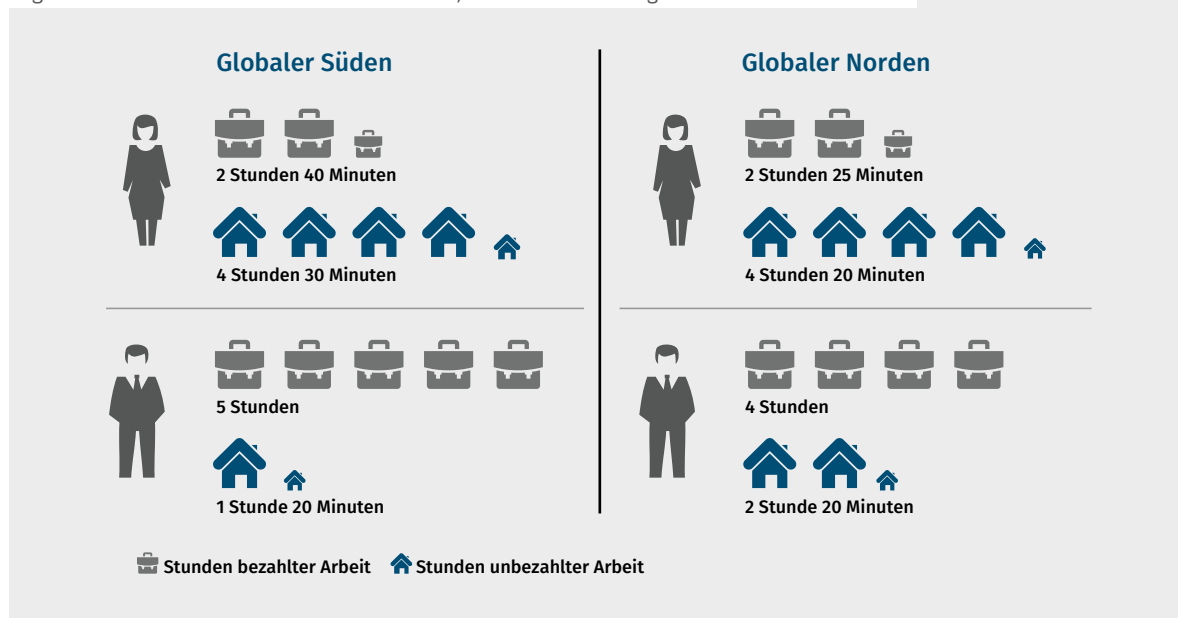 Globaler Süden
2 Stunden 40 Minuten
4 Stunden 30 Minuten
5 Stunden
1 Stunde 20 Minuten
Globaler Norden
2 Stunden 25 Minuten
4 Stunden 20 Minuten
4 Stunden
2 Stunde 20 Minuten
Stunden bezahlter Arbeit
Stunden unbezahlter Arbeit